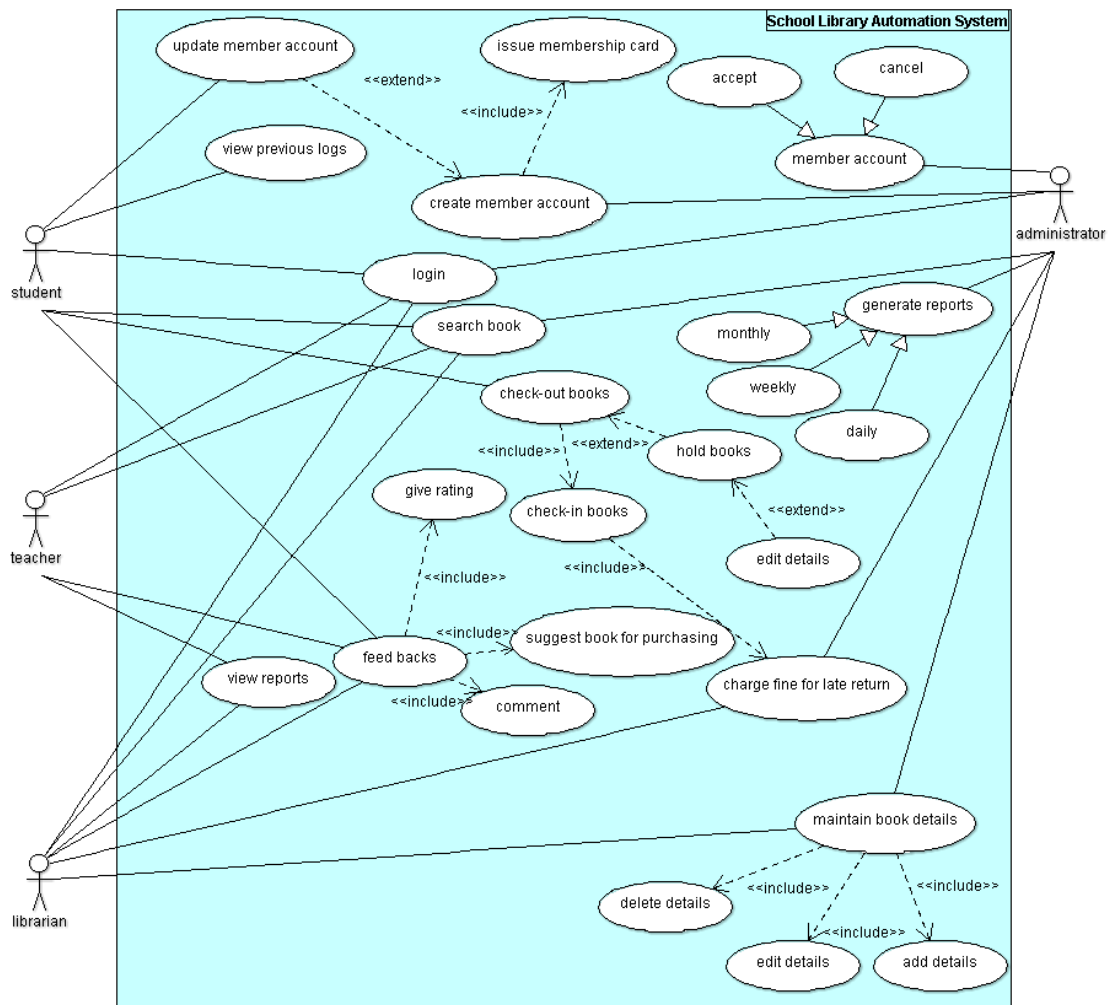 School Library Automation System
update member account
issue membership card
accept
cancel
<<extend>>
<<include>>
view previous logs
member account
create member account
administrator
student
login
search book
generate reports
monthly
weekly
check-out books
daily
<<include>>
<<extend>>
hold books
give rating
check-in books
<<extend>>
teacher
edit details
<<include>>
<<include>>
<<include>>
suggest book for purchasing
feed backs
view reports
charge fine for late return
<<include>>
comment
maintain book details
<<include>>
<<include>>
librarian
delete details
<<include>>
edit details
add details